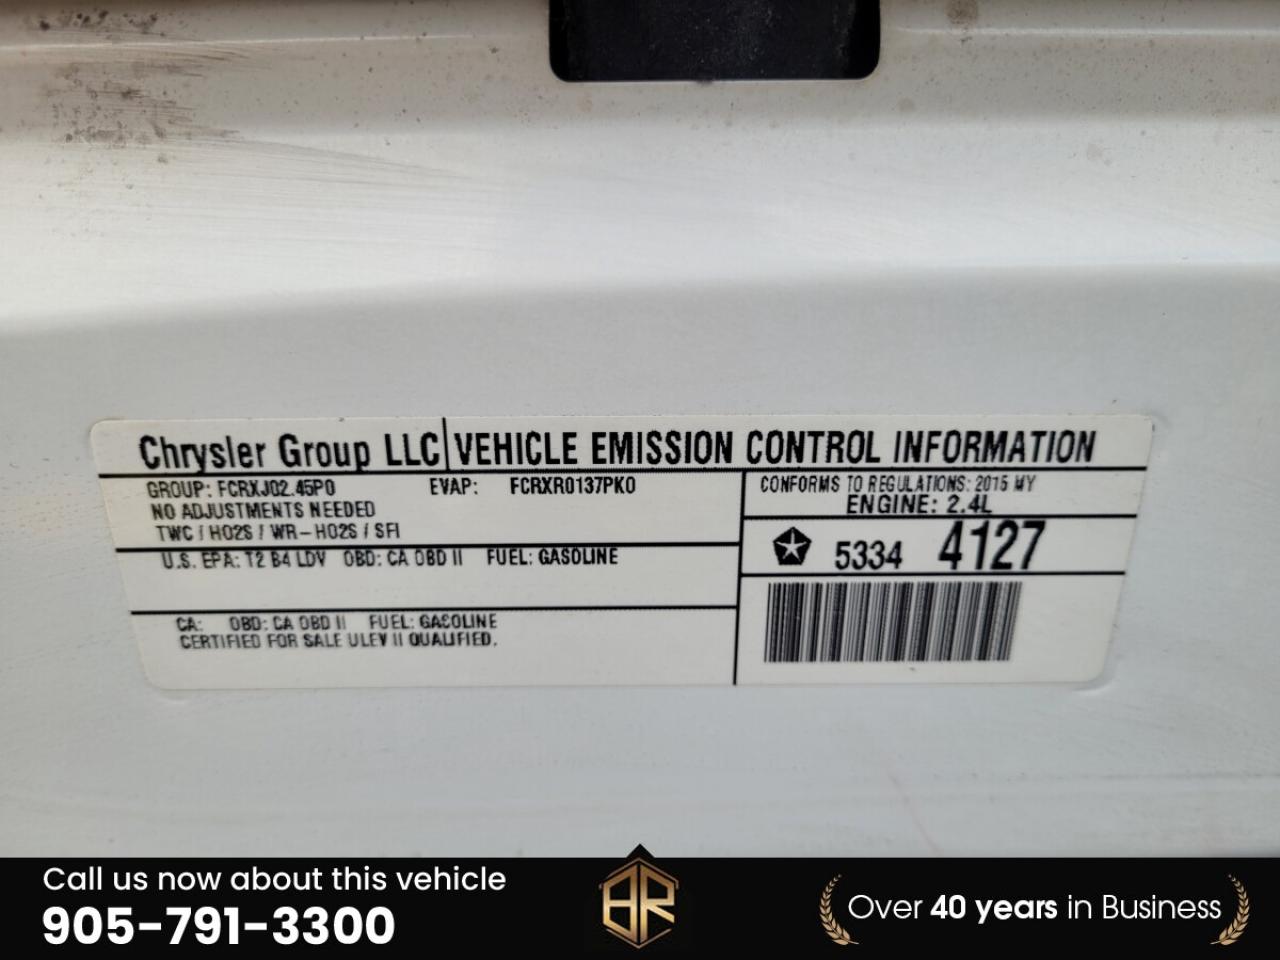 Chrysler Group LLC VEHICLE EMISSION CONTROL INFORMATION
GROUP: FCRXJ02.45P0 EVAP: FCRXR0137PK0
NO ADJUSTMENTS NEEDED
TWC / HO2S / WR-HO2S / SFI
U.S. EPA: T2 B4 LDV OBD: CA OBD II FUEL: GASOLINE
CA: OBD: CA OBD II FUEL: GASOLINE
CERTIFIED FOR SALE ULEV II QUALIFIED.
CONFORMS TO REGULATIONS: 2015 MY
ENGINE: 2.4L
5334 4127
Call us now about this vehicle
905-791-3300
BR
Over 40 years in Business